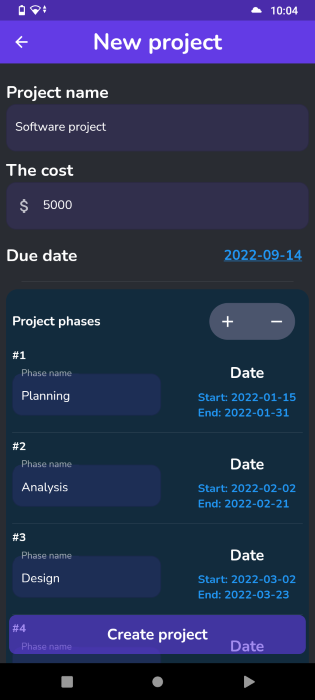 10:04
New project
Project name
Software project
The cost
$ 5000
Due date 2022-09-14
Project phases + −
#1
Phase name
Planning
Date
Start: 2022-01-15
End: 2022-01-31
#2
Phase name
Analysis
Date
Start: 2022-02-02
End: 2022-02-21
#3
Phase name
Design
Date
Start: 2022-03-02
End: 2022-03-23
#4
Create project
Phase name
Date